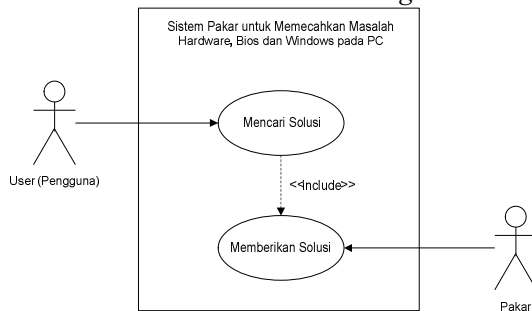 Sistem Pakar untuk Memecahkan Masalah
Hardware, Bios dan Windows pada PC
Mencari Solusi
User (Pengguna)
<<Include>>
Memberikan Solusi
Pakar